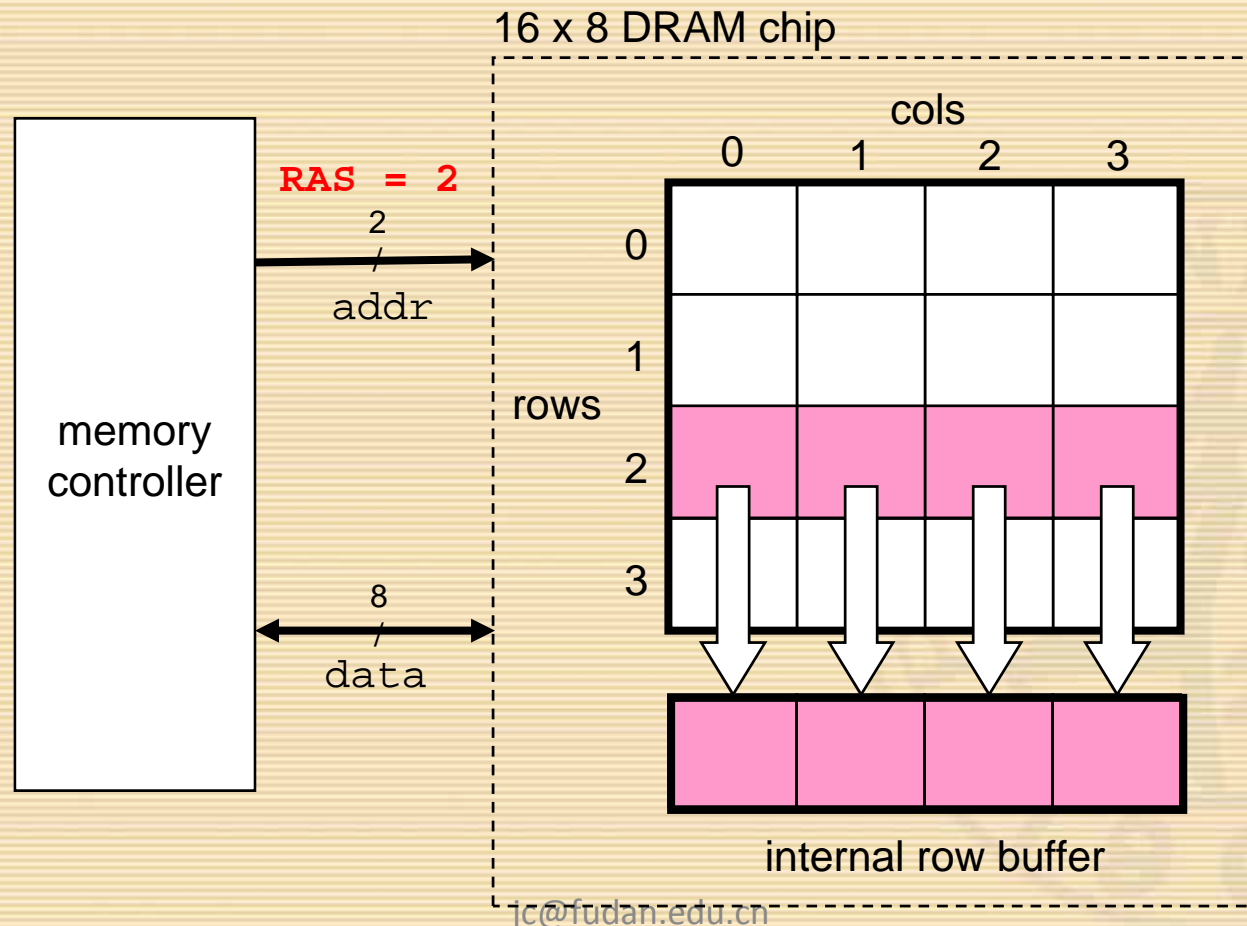 16 x 8 DRAM chip
cols
0 1 2 3
RAS = 2
2
/
addr
0
1
rows
memory
controller
2
3
8
/
data
internal row buffer
jc@fudan.edu.cn